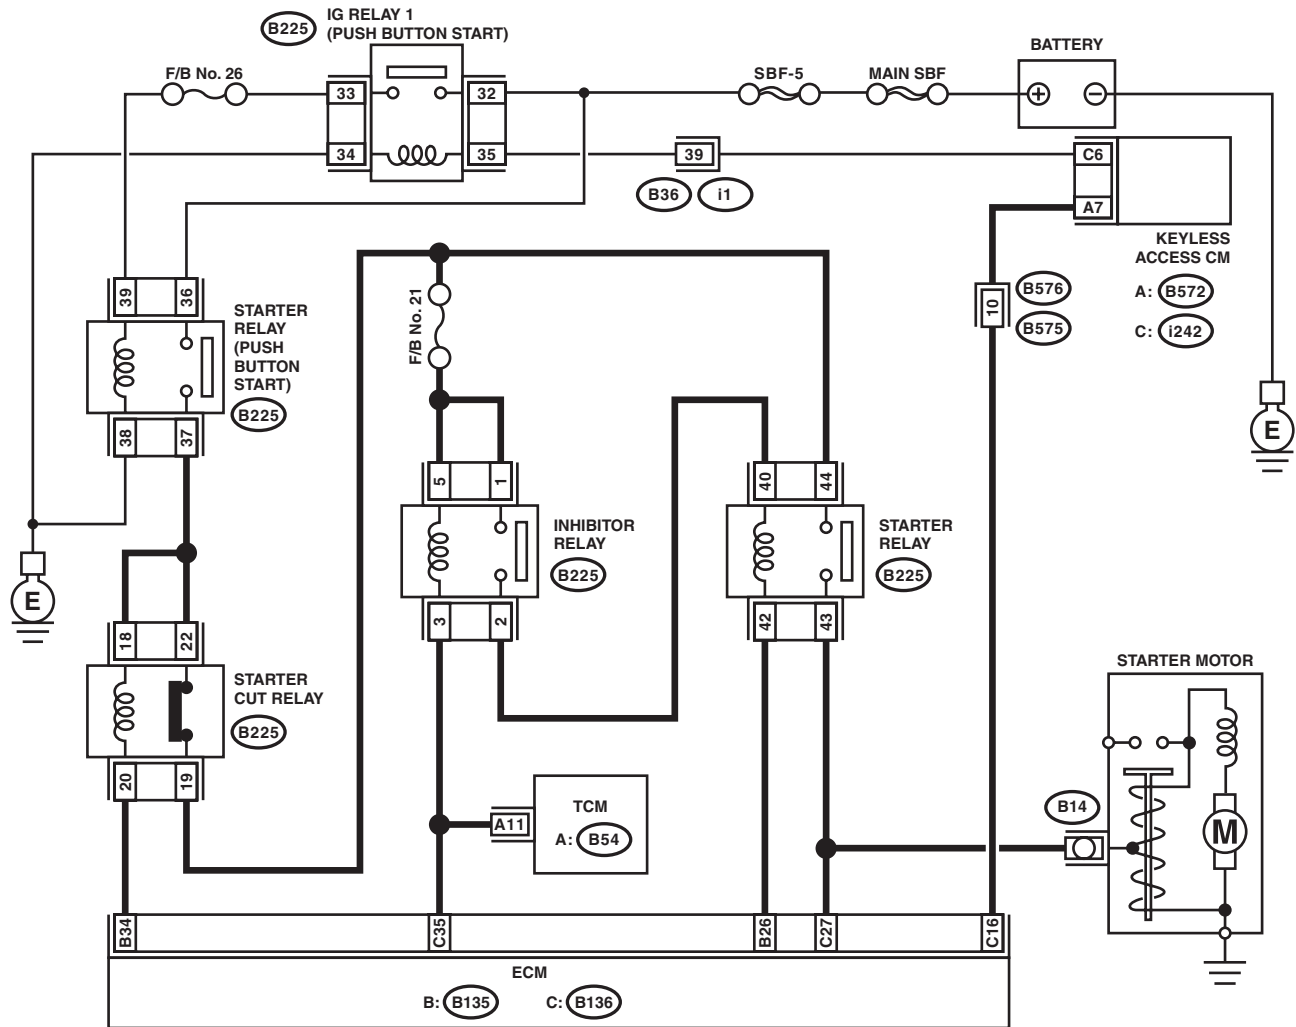 IG RELAY 1
B225
(PUSH BUTTON START)
BATTERY
F/B No. 26
SBF-5
MAIN SBF
33
32
34
35
39
C6
B36
i1
A7
KEYLESS
ACCESS CM
A: B572
C: i242
B576
B575
10
39
36
STARTER
RELAY
(PUSH
BUTTON
START)
B225
F/B No. 21
38
37
E
5
1
40
44
INHIBITOR
RELAY
B225
STARTER
RELAY
B225
E
3
2
42
43
18
22
STARTER
CUT RELAY
B225
STARTER MOTOR
20
19
TCM
A11
A: B54
B14
M
B34
C35
B26
C27
C16
ECM
B: B135
C: B136